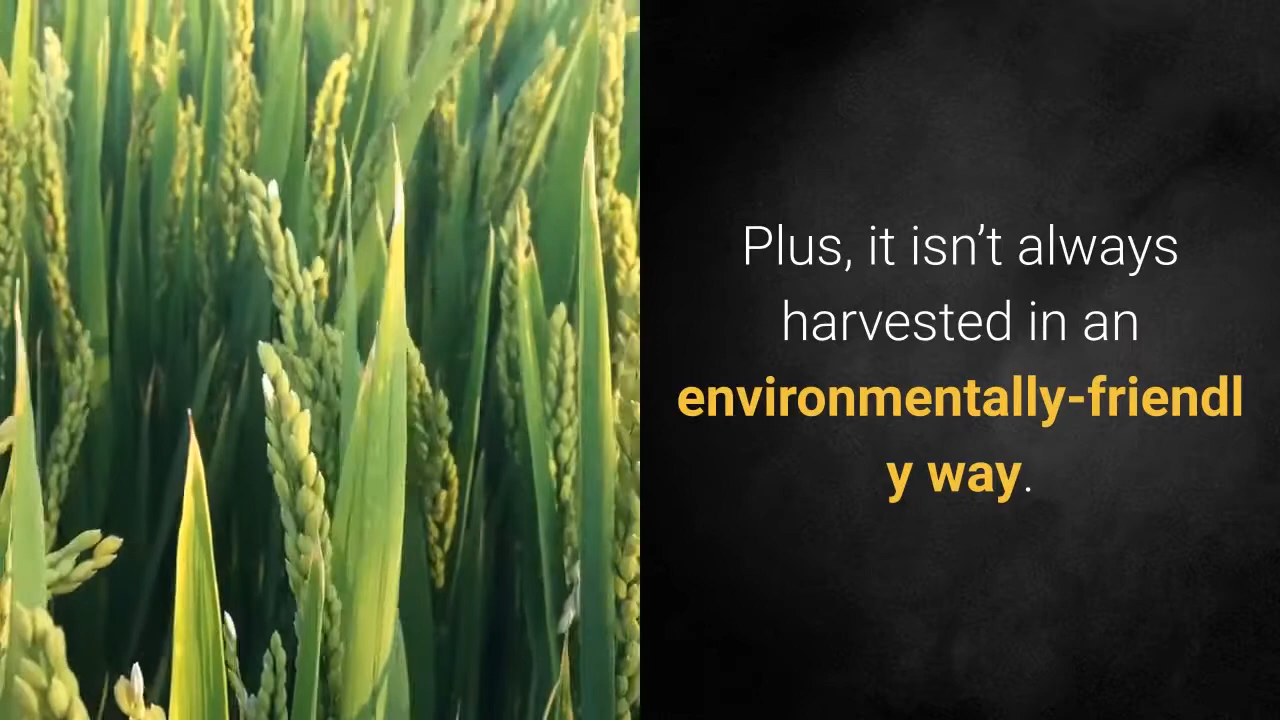 Plus, it isn’t always
harvested in an
environmentally-friendl
y way.